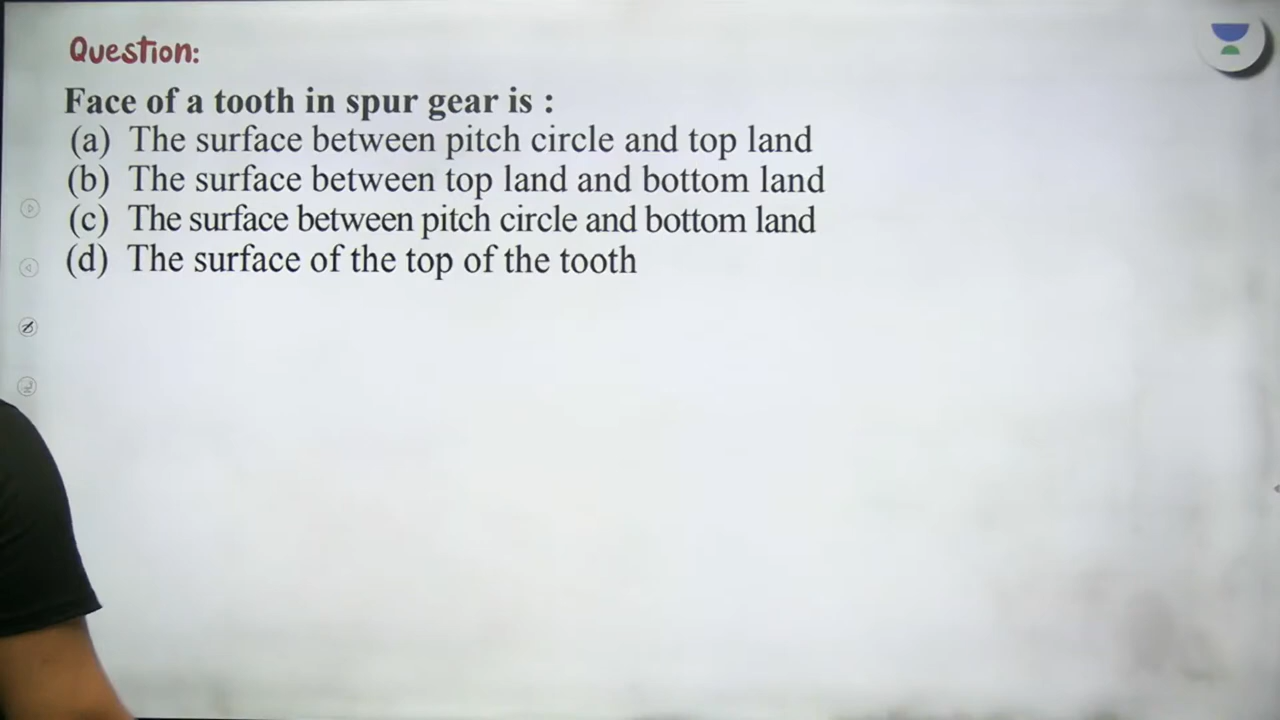 Question:
Face of a tooth in spur gear is :
(a) The surface between pitch circle and top land
(b) The surface between top land and bottom land
(c) The surface between pitch circle and bottom land
(d) The surface of the top of the tooth